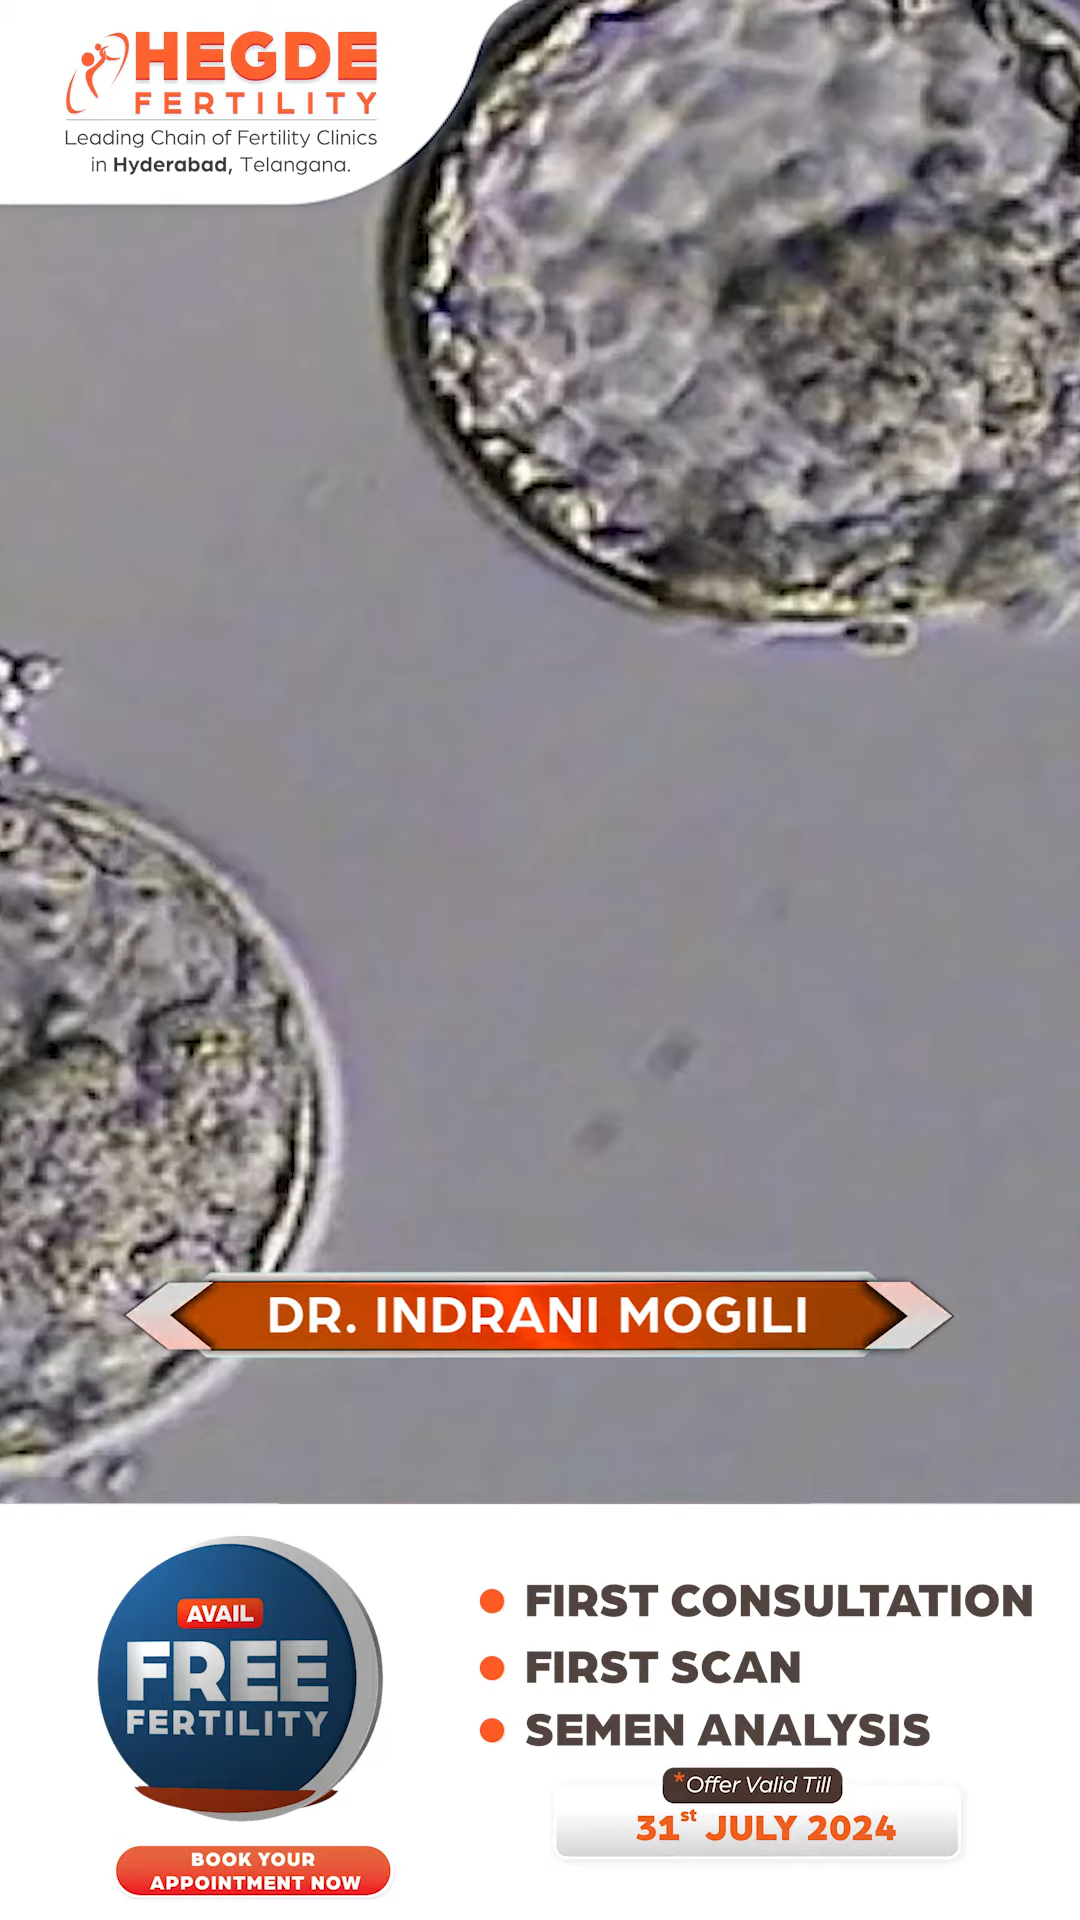 HEGDE
FERTILITY
Leading Chain of Fertility Clinics
in Hyderabad, Telangana.
DR. INDRANI MOGILI
AVAIL
FREE
FERTILITY
BOOK YOUR
APPOINTMENT NOW
FIRST CONSULTATION
FIRST SCAN
SEMEN ANALYSIS
*Offer Valid Till
31st JULY 2024